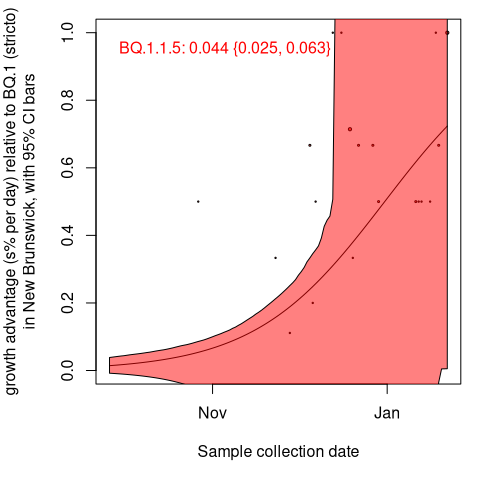 growth advantage (s% per day) relative to BQ.1 (stricto)
in New Brunswick, with 95% CI bars
BQ.1.1.5: 0.044 {0.025, 0.063}
1.0
0.8
0.6
0.4
0.2
0.0
Nov Jan
Sample collection date